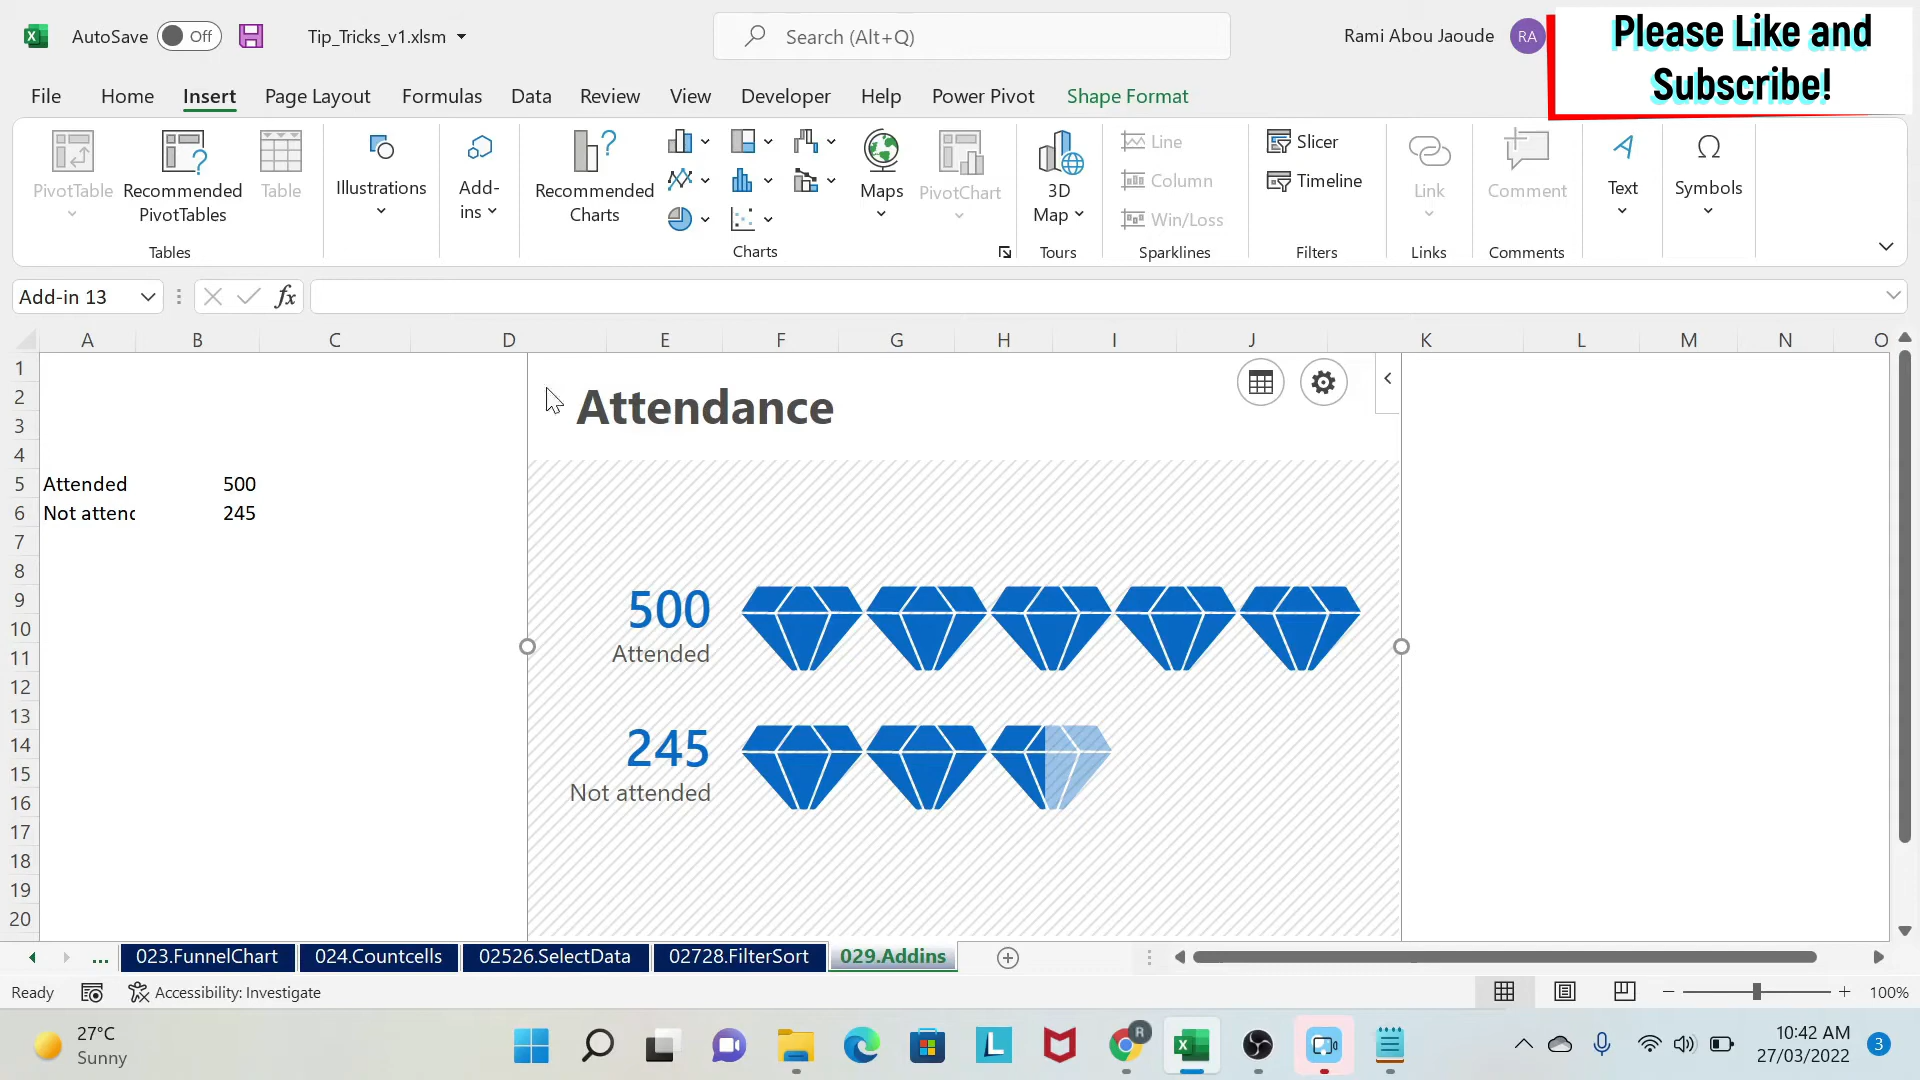 AutoSave Off Tip_Tricks_v1.xlsm Search (Alt+Q) Rami Abou Jaoude RA
Please Like and
Subscribe!
File Home Insert Page Layout Formulas Data Review View Developer Help Power Pivot Shape Format
PivotTable
Recommended
PivotTables
Table
Tables
Illustrations
Add-
ins
Recommended
Charts
Maps
PivotChart
Charts
3D
Map
Tours
Line
Column
Win/Loss
Sparklines
Slicer
Timeline
Filters
Link
Links
Comment
Comments
Text
Symbols
Add-in 13 fx
A B C D E F G H I J K L M N O
1
2
3
4
5 Attended 500
6 Not attend 245
7
8
9
10
11
12
13
14
15
16
17
18
19
20
Attendance
500
Attended
245
Not attended
... 023.FunnelChart 024.Countcells 02526.SelectData 02728.FilterSort 029.Addins
Ready Accessibility: Investigate 100%
27°C
Sunny
L
R
10:42 AM
27/03/2022
3